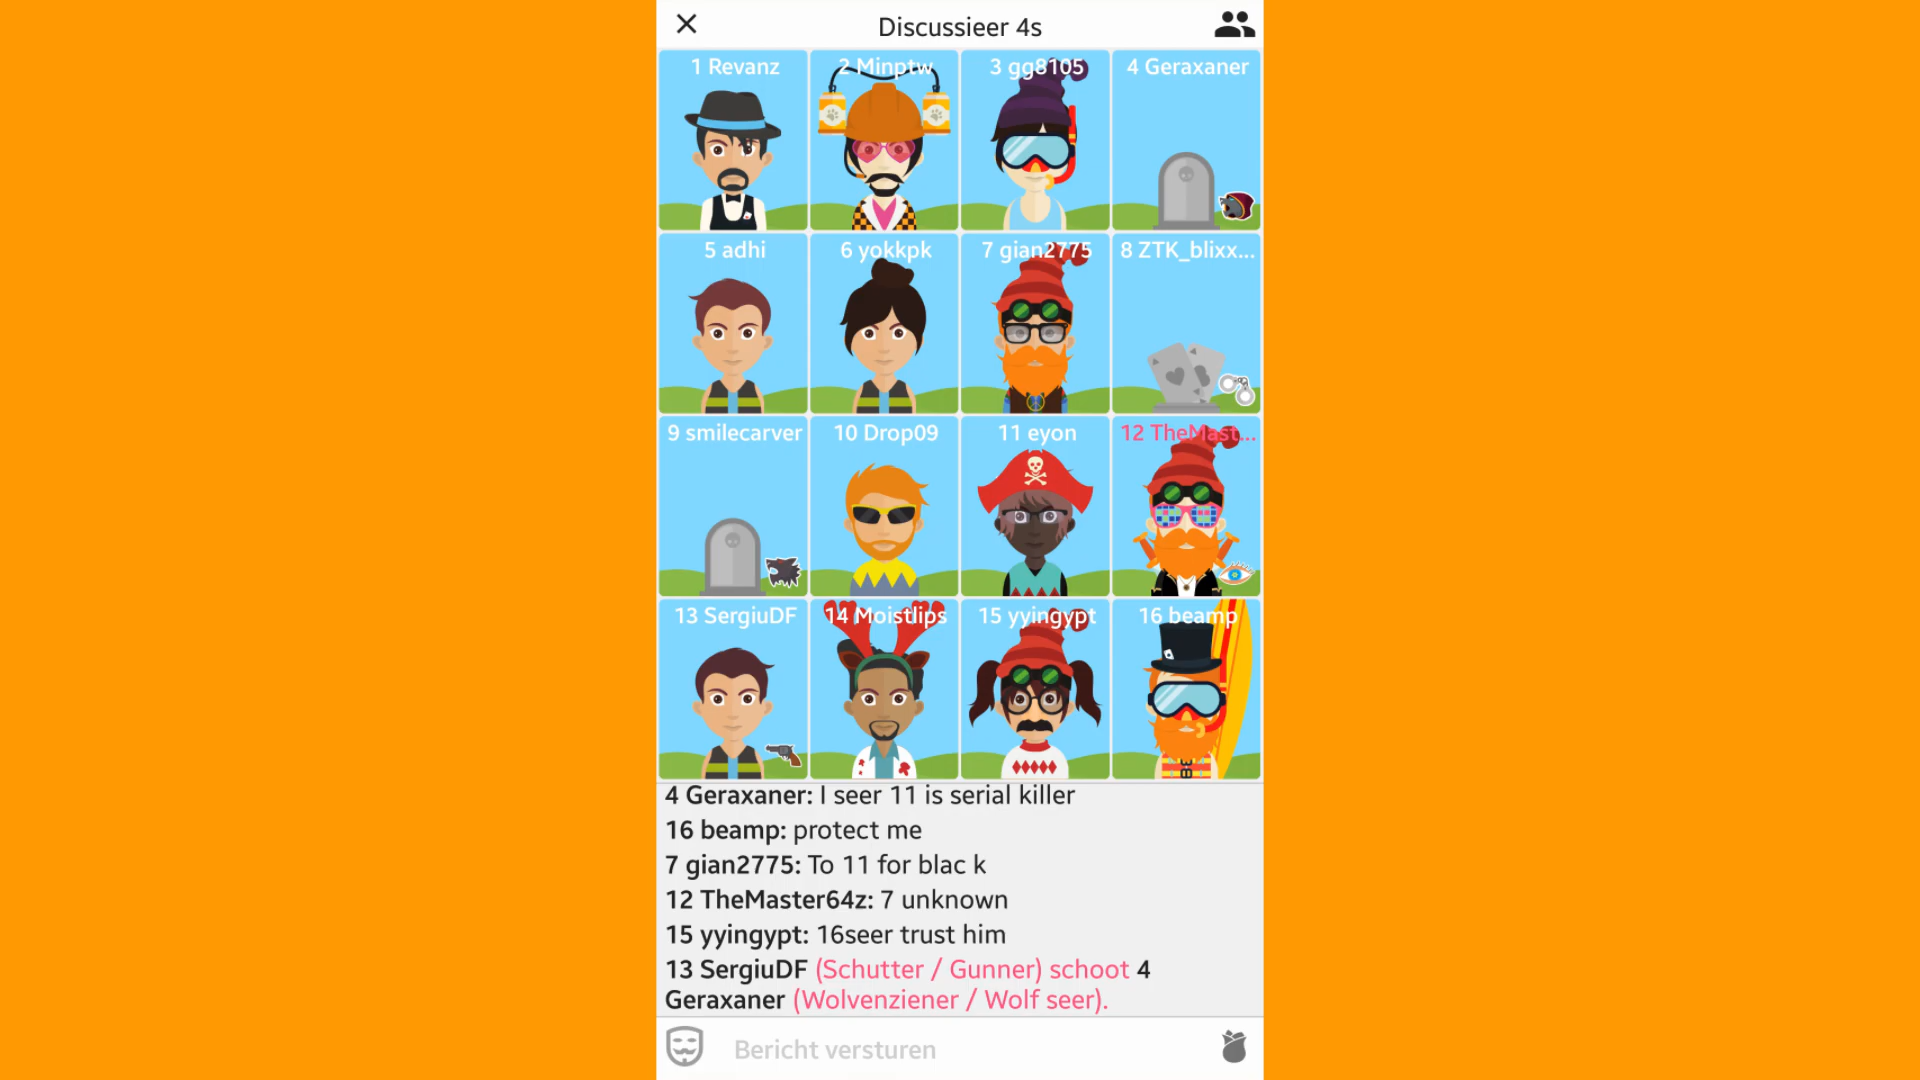 Discussieer 4s
1 Revanz
2 Minptw
3 gg8105
4 Geraxaner
5 adhi
6 yokkpk
7 gian2775
8 ZTK_blixx...
9 smilecarver
10 Drop09
11 eyon
12 TheMast...
13 SergiuDF
14 Moistlips
15 yyingypt
16 beamp
4 Geraxaner: I seer 11 is serial killer
16 beamp: protect me
7 gian2775: To 11 for blac k
12 TheMaster64z: 7 unknown
15 yyingypt: 16seer trust him
13 SergiuDF (Schutter / Gunner) schoot 4
Geraxaner (Wolvenziener / Wolf seer).
Bericht versturen